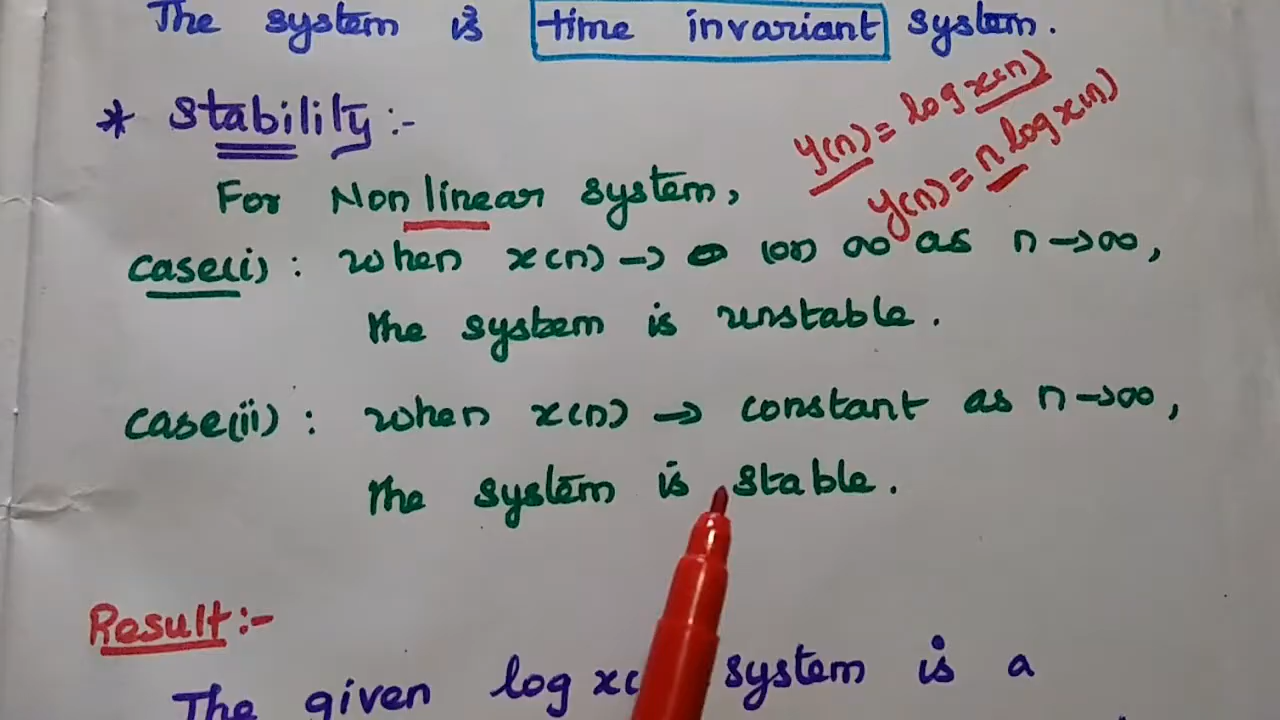 The system is time invariant system.
* Stability:-
y(n) = log x(n)
y(n) = n log x(n)
For Non linear system,
case(i) : when x(n) → 0 (or) ∞ as n → ∞,
the system is unstable.
case(ii) : when x(n) → constant as n → ∞,
the system is stable.
Result:-
The given log x( system is a